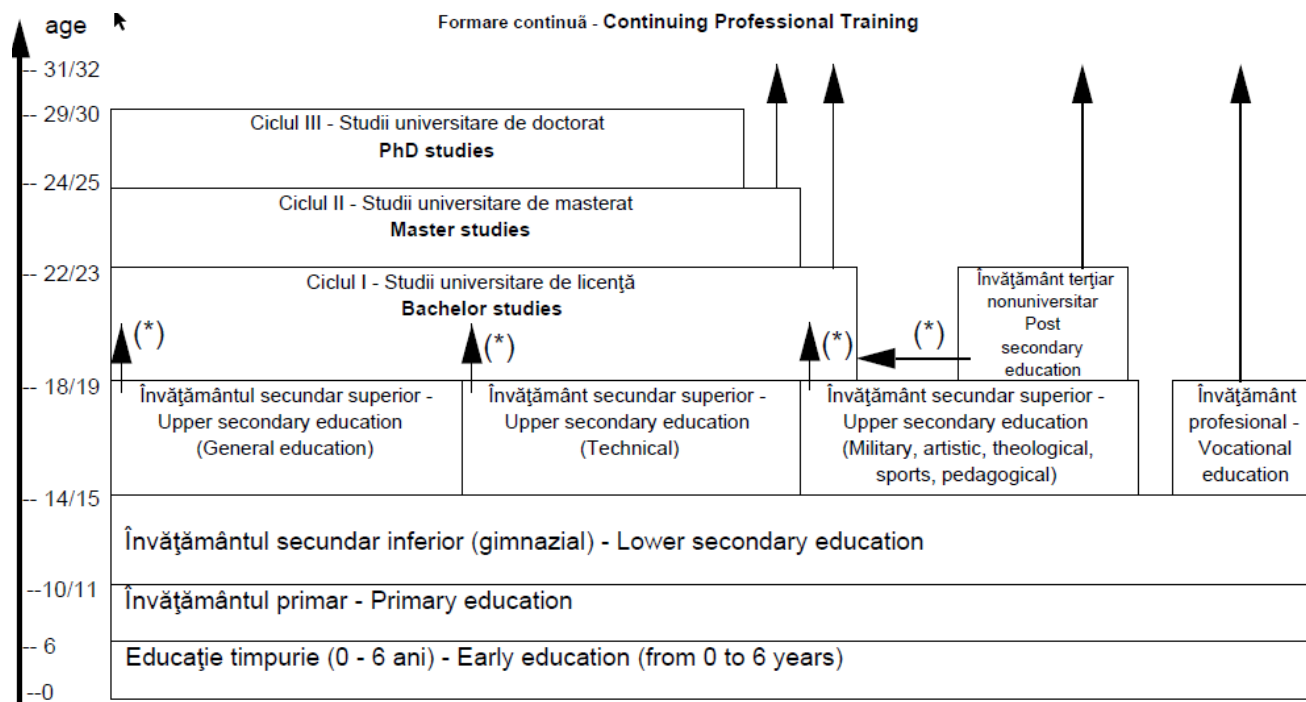 age
Formare continuă - Continuing Professional Training
-- 31/32
-- 29/30
Ciclul III - Studii universitare de doctorat
PhD studies
-- 24/25
Ciclul II - Studii universitare de masterat
Master studies
-- 22/23
Ciclul I - Studii universitare de licenţă
Bachelor studies
Învăţământ terţiar
nonuniversitar
Post
secondary
education
(*)
(*)
(*)
(*)
-- 18/19
Învăţământul secundar superior -
Upper secondary education
(General education)
Învăţământ secundar superior -
Upper secondary education
(Technical)
Învăţământ secundar superior -
Upper secondary education
(Military, artistic, theological,
sports, pedagogical)
Învăţământ
profesional -
Vocational
education
-- 14/15
Învăţământul secundar inferior (gimnazial) - Lower secondary education
--10/11
Învăţământul primar - Primary education
-- 6
Educaţie timpurie (0 - 6 ani) - Early education (from 0 to 6 years)
--0